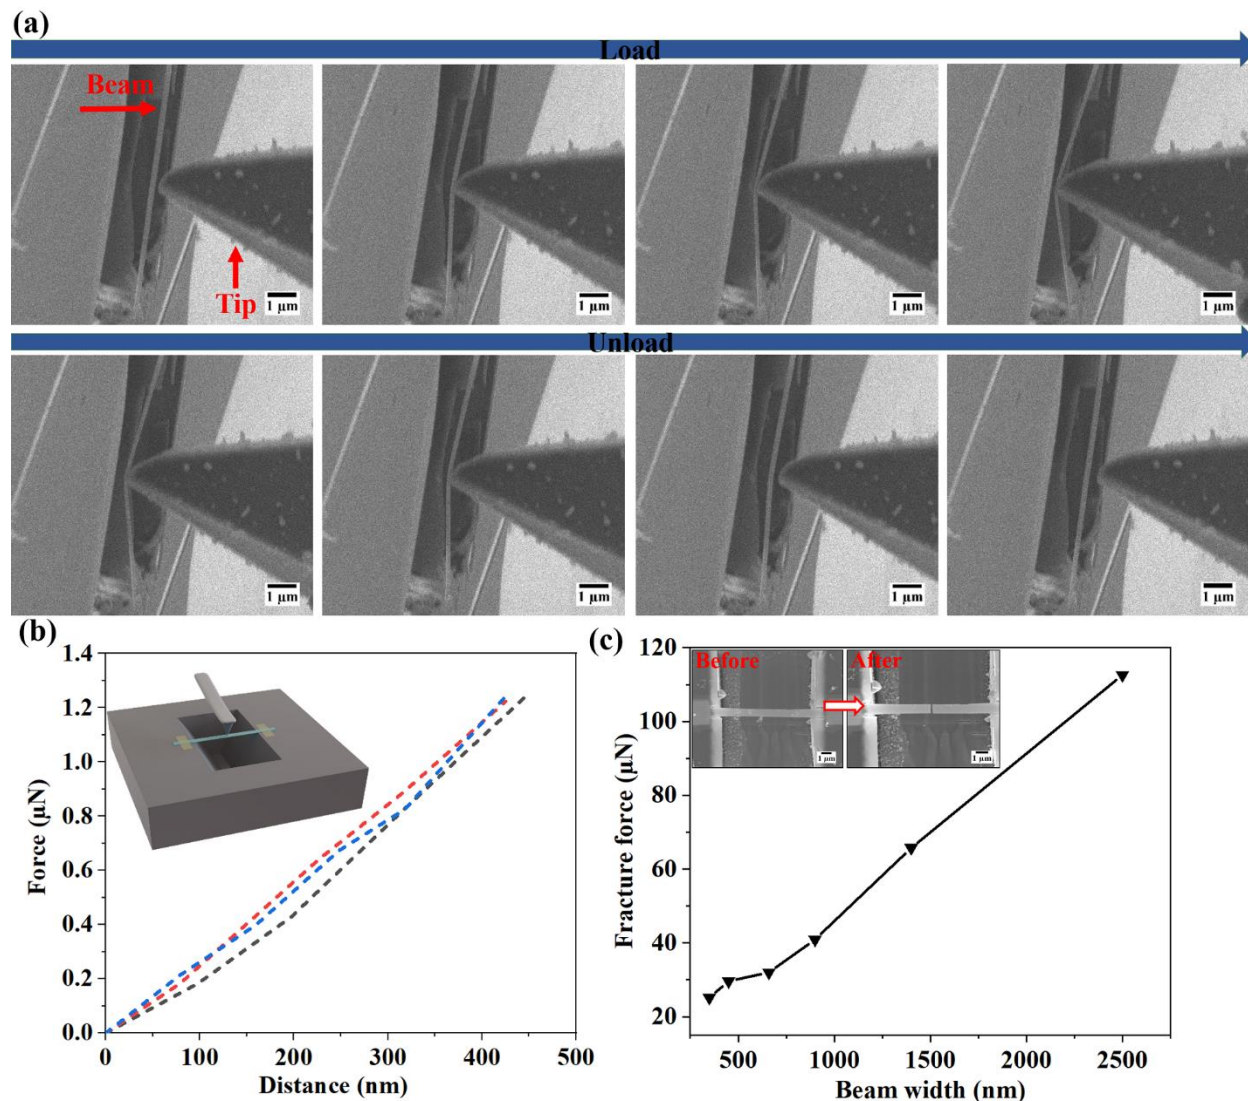 (a)
Load
Beam
Tip
1 μm
1 μm
1 μm
1 μm
Unload
1 μm
1 μm
1 μm
1 μm
(b)
1.4
1.2
1.0
0.8
0.6
0.4
0.2
0.0
Force (μN)
0 100 200 300 400 500
Distance (nm)
(c)
120
100
80
60
40
20
Fracture force (μN)
Before
After
1 μm
1 μm
500 1000 1500 2000 2500
Beam width (nm)